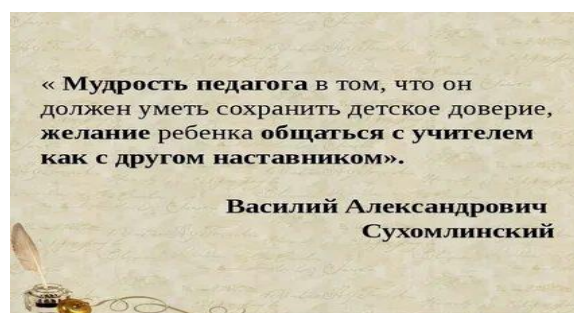 « Мудрость педагога в том, что он
должен уметь сохранить детское доверие,
желание ребенка общаться с учителем
как с другом наставником».
Василий Александрович
Сухомлинский